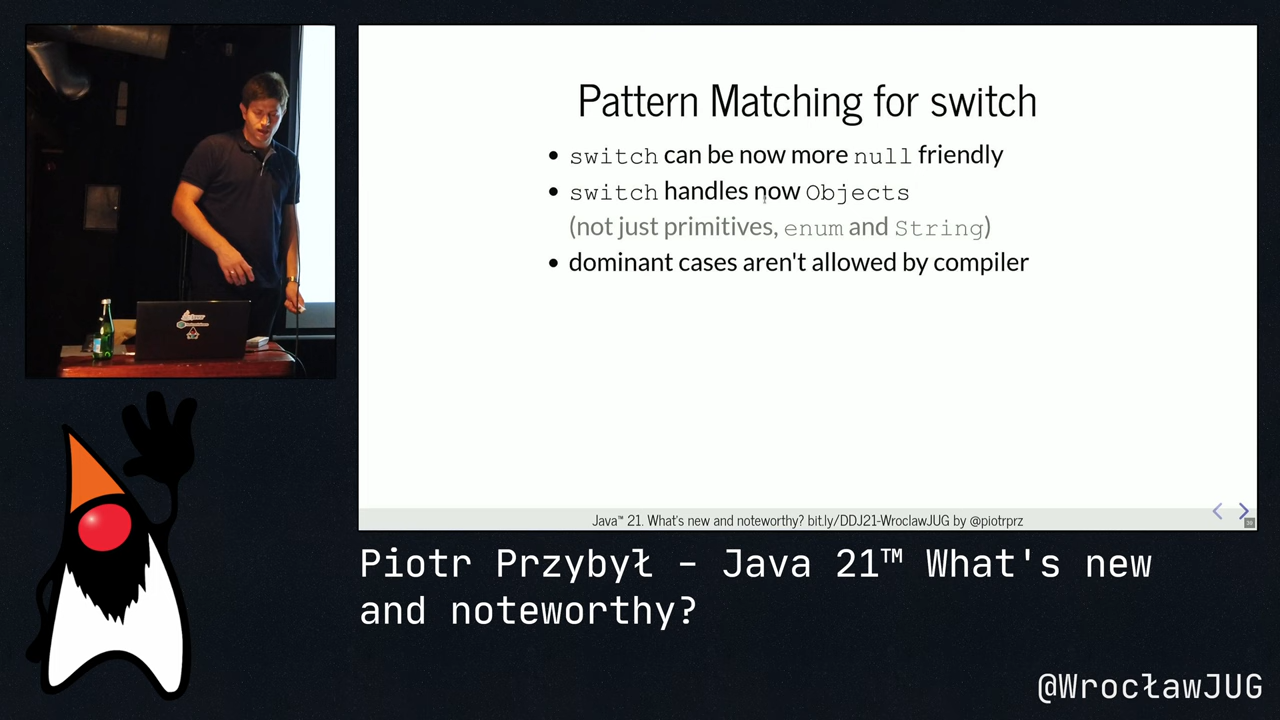 Pattern Matching for switch
• switch can be now more null friendly
• switch handles now Objects
(not just primitives, enum and String)
• dominant cases aren't allowed by compiler
Java™ 21. What's new and noteworthy? bit.ly/DDJ21-WroclawJUG by @piotrprz
Piotr Przybył – Java 21™ What's new
and noteworthy?
@WrocławJUG